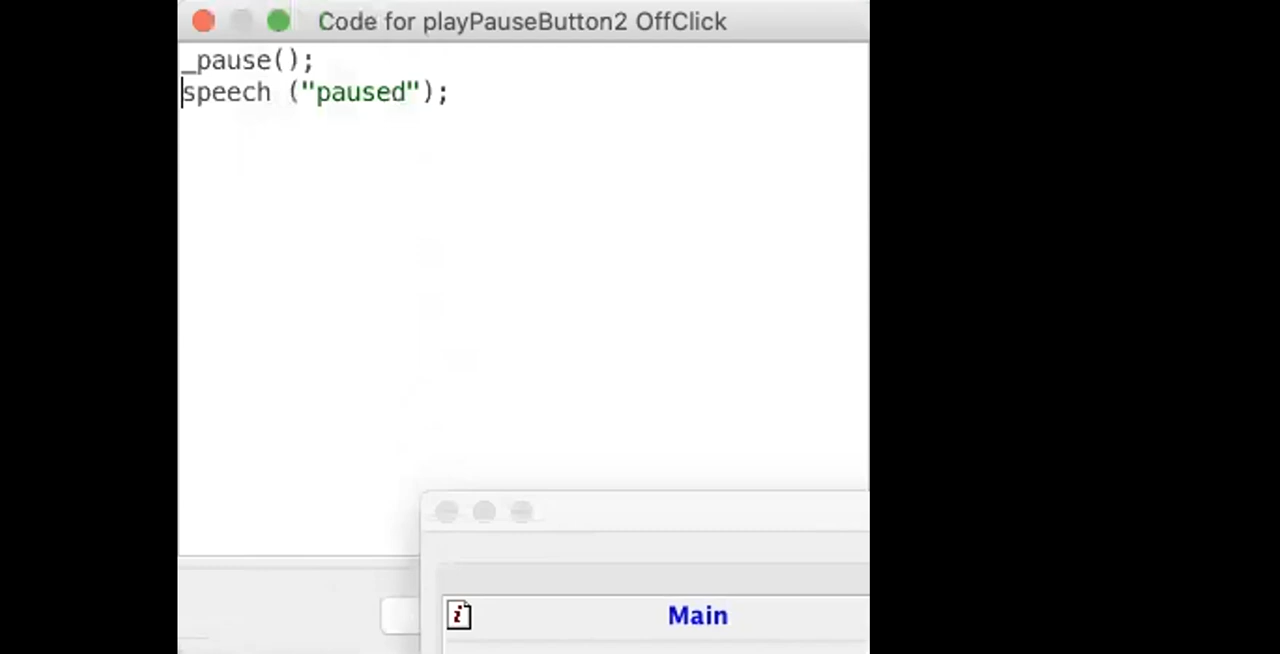 Code for playPauseButton2 OffClick
_pause();
speech ("paused");
i
Main